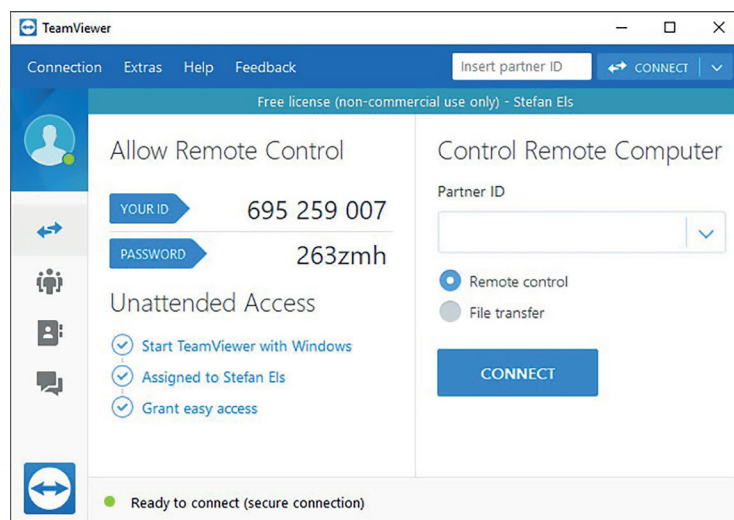 TeamViewer
Connection Extras Help Feedback Insert partner ID CONNECT
Free license (non-commercial use only) - Stefan Els
Allow Remote Control
YOUR ID 695 259 007
PASSWORD 263zmh
Unattended Access
Start TeamViewer with Windows
Assigned to Stefan Els
Grant easy access
Control Remote Computer
Partner ID
Remote control
File transfer
CONNECT
Ready to connect (secure connection)